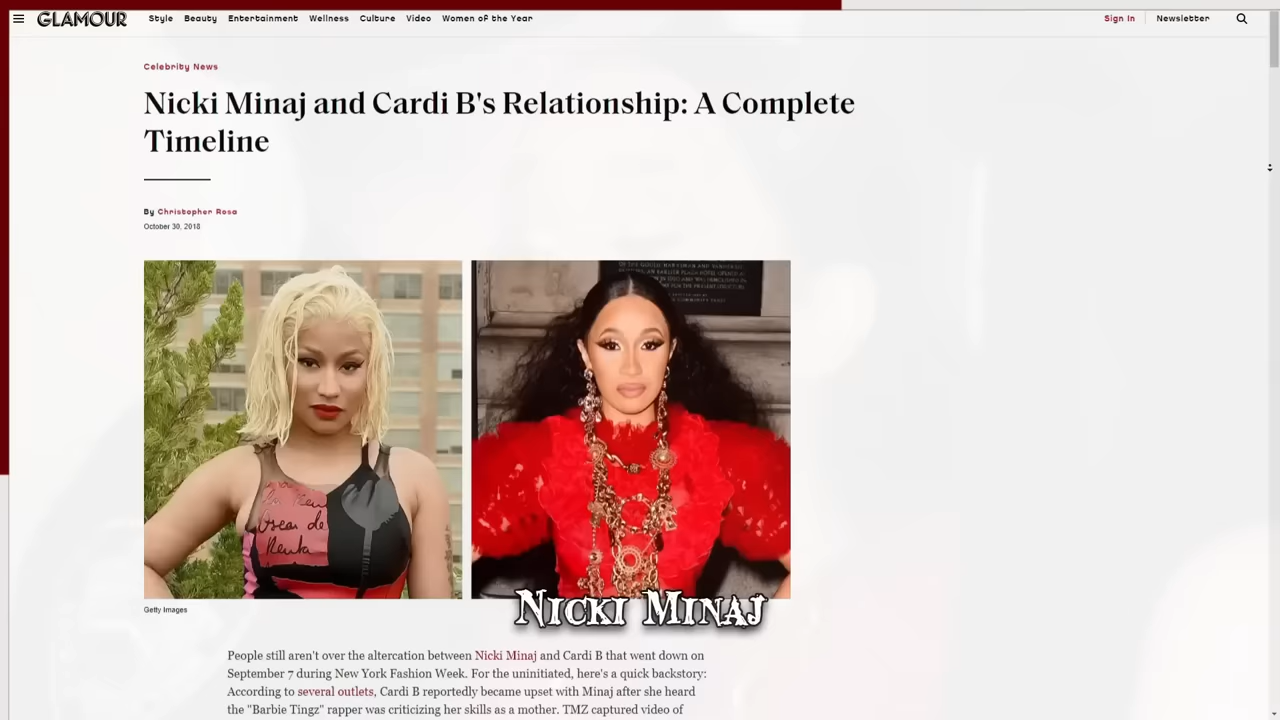 GLAMOUR Style Beauty Entertainment Wellness Culture Video Women of the Year Sign In Newsletter
Celebrity News
Nicki Minaj and Cardi B's Relationship: A Complete
Timeline
By Christopher Rosa
October 30, 2018
Oscar de
Renta
Getty Images
NICKI MINAJ
People still aren't over the altercation between Nicki Minaj and Cardi B that went down on
September 7 during New York Fashion Week. For the uninitiated, here's a quick backstory:
According to several outlets, Cardi B reportedly became upset with Minaj after she heard
the "Barbie Tingz" rapper was criticizing her skills as a mother. TMZ captured video of